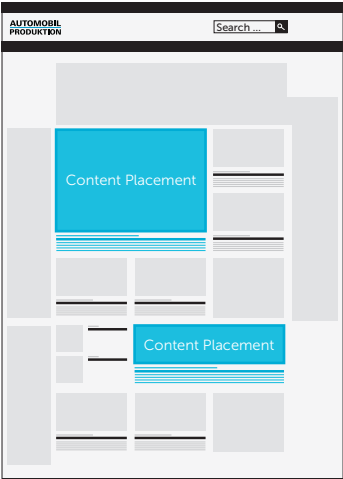 AUTOMOBIL
PRODUKTION
Search ...
Content Placement
Content Placement